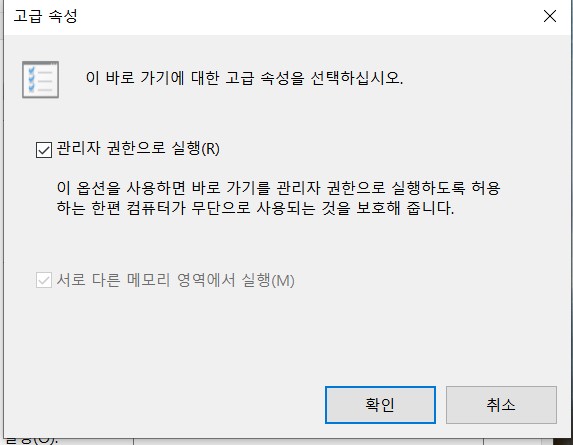 고급 속성
이 바로 가기에 대한 고급 속성을 선택하십시오.
관리자 권한으로 실행(R)
이 옵션을 사용하면 바로 가기를 관리자 권한으로 실행하도록 허용
하는 한편 컴퓨터가 무단으로 사용되는 것을 보호해 줍니다.
서로 다른 메모리 영역에서 실행(M)
확인
취소